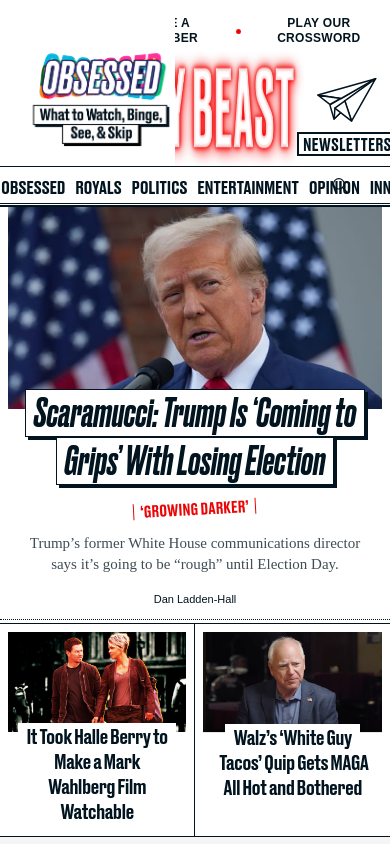 E A
BER
PLAY OUR
CROSSWORD
OBSESSED
What to Watch, Binge,
See, & Skip
Y BEAST
NEWSLETTERS
OBSESSED ROYALS POLITICS ENTERTAINMENT OPINION INN
Scaramucci: Trump Is ‘Coming to
Grips’ With Losing Election
‘GROWING DARKER’
Trump’s former White House communications director
says it’s going to be “rough” until Election Day.
Dan Ladden-Hall
It Took Halle Berry to
Make a Mark
Wahlberg Film
Watchable
Walz’s ‘White Guy
Tacos’ Quip Gets MAGA
All Hot and Bothered